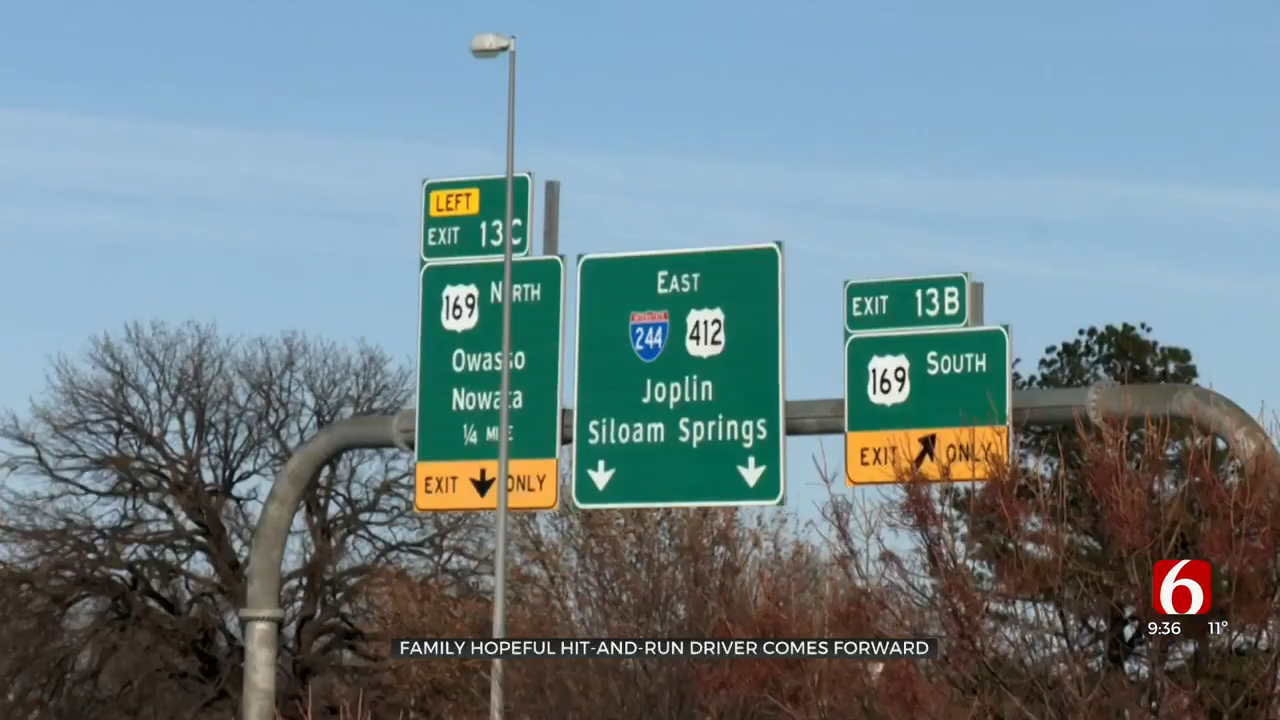 LEFT
EXIT 13C
169 NORTH
Owasso
Nowata
¼ MILE
EXIT ONLY
EAST
INTERSTATE
244 412
Joplin
Siloam Springs
EXIT 13B
169 SOUTH
EXIT ONLY
6
9:36 11°
FAMILY HOPEFUL HIT-AND-RUN DRIVER COMES FORWARD